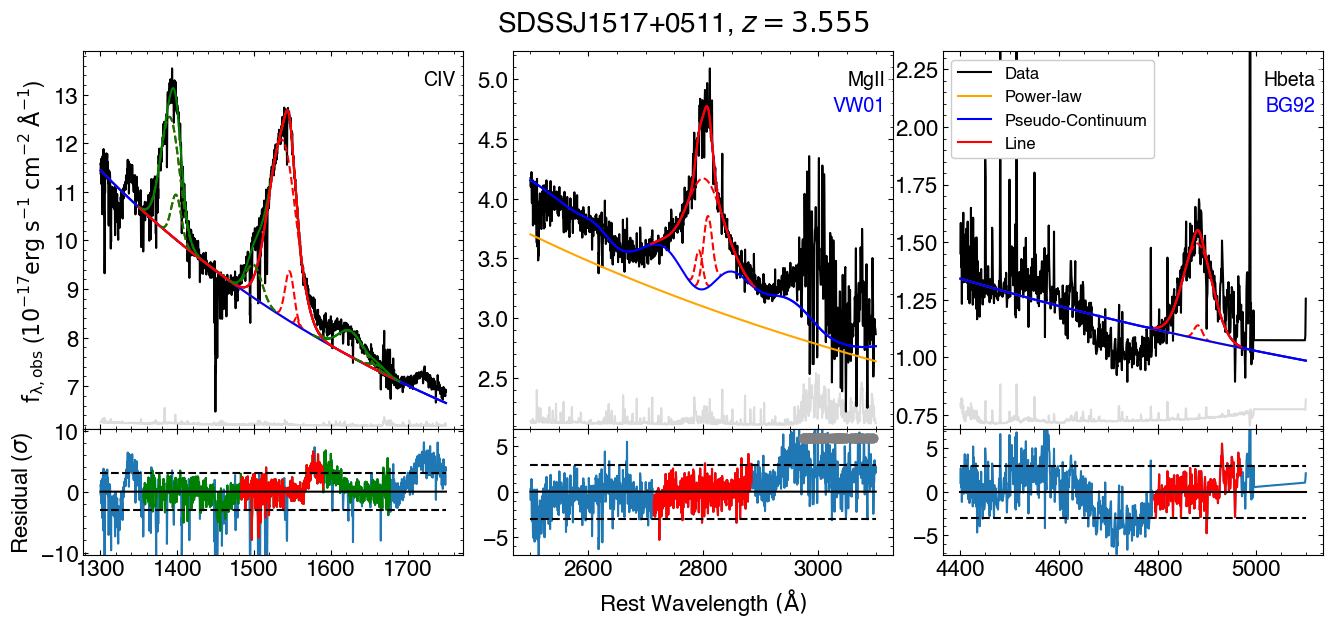 SDSSJ1517+0511, z = 3.555
f_λ,obs (10⁻¹⁷erg s⁻¹ cm⁻² Å⁻¹)
13
12
11
10
9
8
7
CIV
5.0
4.5
4.0
3.5
3.0
2.5
MgII
VW01
2.25
2.00
1.75
1.50
1.25
1.00
0.75
Data
Power-law
Pseudo-Continuum
Line
Hbeta
BG92
Residual (σ)
10
0
−10
5
0
−5
5
0
−5
1300 1400 1500 1600 1700
2600 2800 3000
4400 4600 4800 5000
Rest Wavelength (Å)